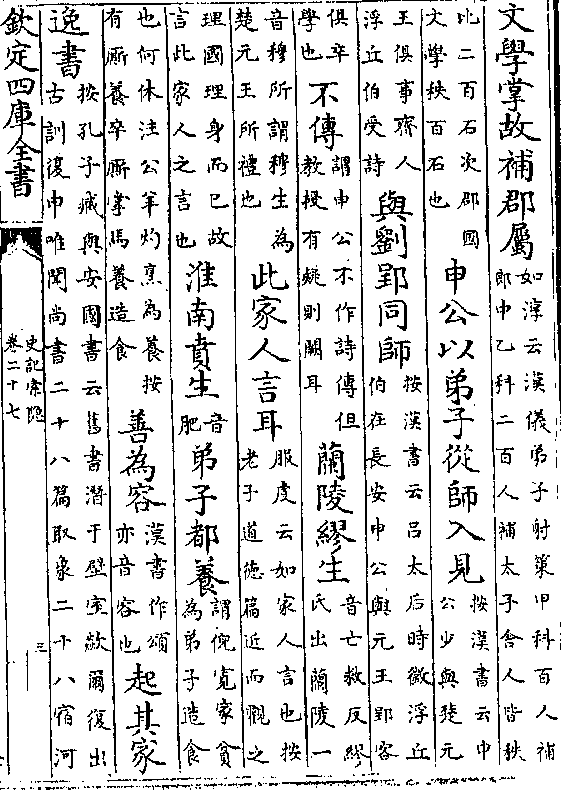 文學掌故補郡屬如淳云漢儀弟子射策甲科百人補郎中乙科二百人補太子舍人皆秩
比二百石次郡國文學秩百石也申公以弟子從師入見按漢書云申公少與楚元
王俱事齊人浮丘伯受詩與劉郢同師按漢書云呂太后時徵浮丘伯在長安申公與元王郢客
俱卒學也不傳謂申公不作詩傳但教授有疑則闕耳蘭陵繆生音亡救反繆氏出蘭陵一
音穆所謂穆生為楚元王所禮也此家人言耳服虔云如家人言也按老子道德篇近而觀之
理國理身而已故言此家人之言也淮南賁生音肥弟子都養謂倪寬家貧為弟子造食
也何休注公羊灼烹為養按有廝養卒廝掌馬養造食善為容漢書作頌亦音容也起其家
逸書按孔子臧與安國書云舊書潛于壁室歘爾復出古訓復申唯聞尚書二十八篇取象二十八宿河
欽定四庫全書
史記索隱
卷二十七
三